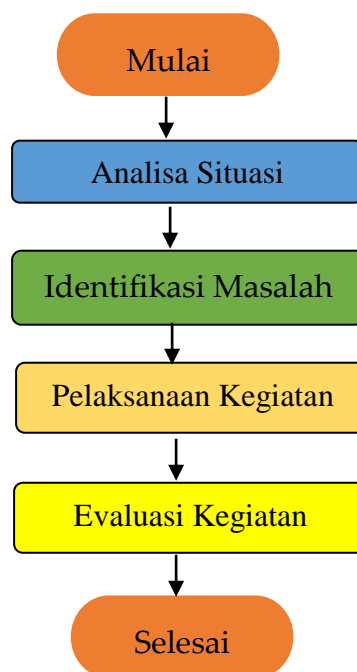 Mulai
Analisa Situasi
Identifikasi Masalah
Pelaksanaan Kegiatan
Evaluasi Kegiatan
Selesai